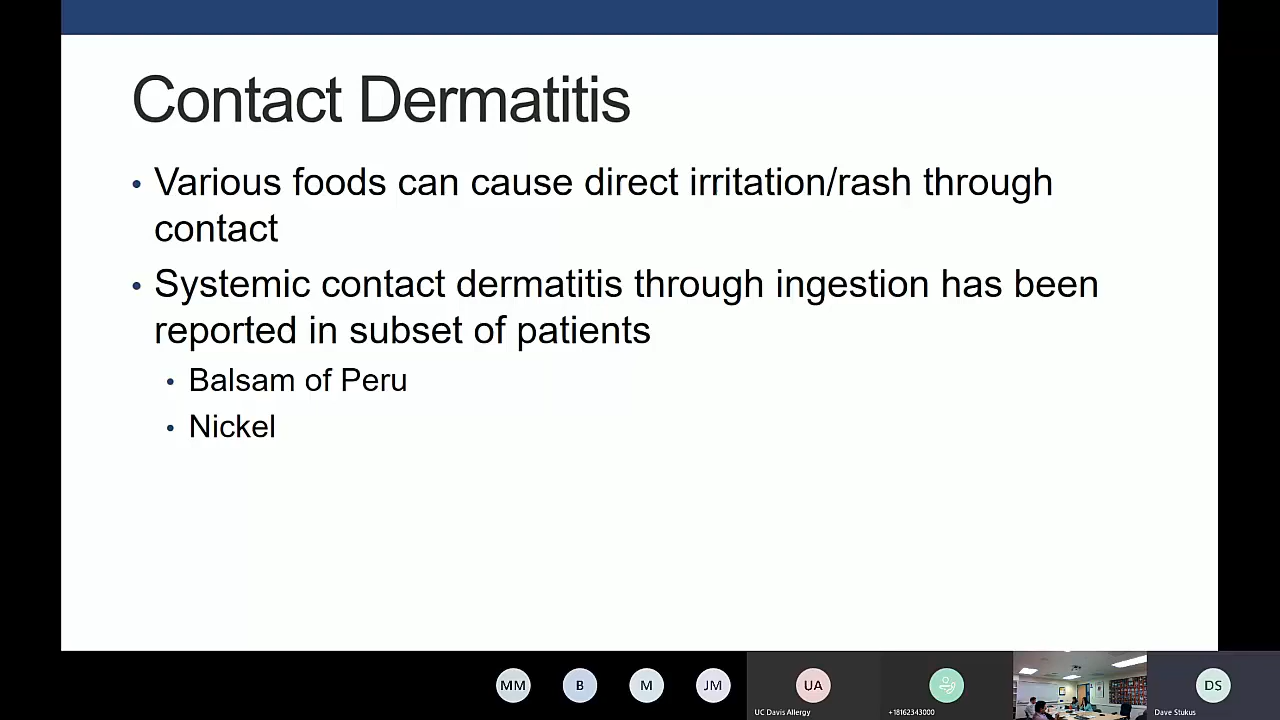 Contact Dermatitis
• Various foods can cause direct irritation/rash through
contact
• Systemic contact dermatitis through ingestion has been
reported in subset of patients
• Balsam of Peru
• Nickel
MM
B
M
JM
UA
DS
UC Davis Allergy
+18162343000
Dave Stukus